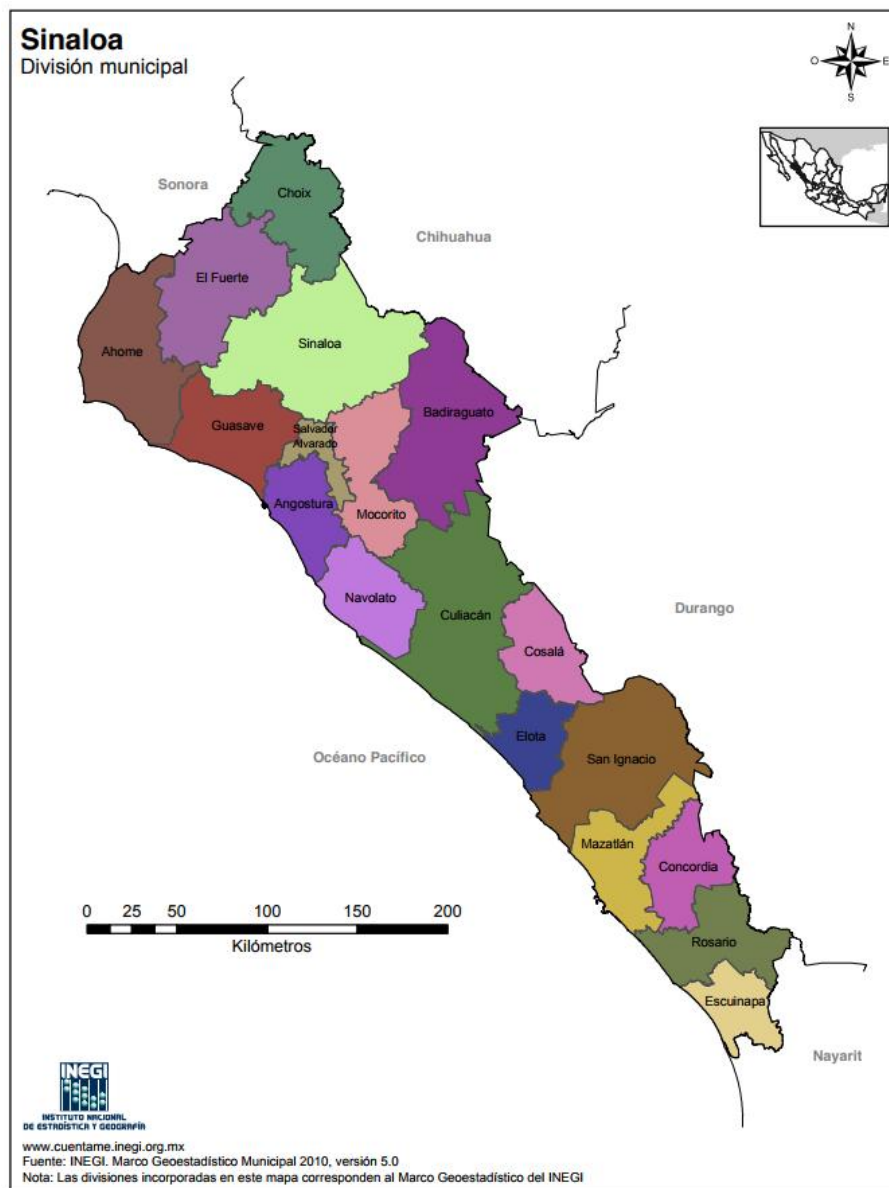 Sinaloa
División municipal
N
O
E
S
Choix
Sonora
Chihuahua
El Fuerte
Sinaloa
Ahome
Badiraguato
Guasave
Salvador
Alvarado
Angostura
Mocorito
Navolato
Culiacán
Durango
Cosalá
Elota
Océano Pacífico
San Ignacio
Mazatlán
Concordia
0 25 50 100 150 200
Kilómetros
Rosario
Escuinapa
Nayarit
INEGI
INSTITUTO NACIONAL
DE ESTADÍSTICA Y GEOGRAFÍA
www.cuentame.inegi.org.mx
Fuente: INEGI. Marco Geoestadístico Municipal 2010, versión 5.0
Nota: Las divisiones incorporadas en este mapa corresponden al Marco Geoestadístico del INEGI